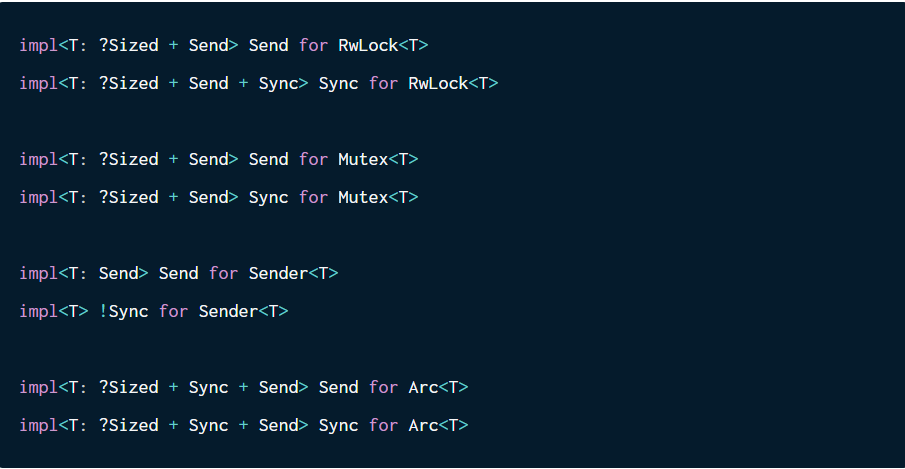 impl<T: ?Sized + Send> Send for RwLock<T>
impl<T: ?Sized + Send + Sync> Sync for RwLock<T>
impl<T: ?Sized + Send> Send for Mutex<T>
impl<T: ?Sized + Send> Sync for Mutex<T>
impl<T: Send> Send for Sender<T>
impl<T> !Sync for Sender<T>
impl<T: ?Sized + Sync + Send> Send for Arc<T>
impl<T: ?Sized + Sync + Send> Sync for Arc<T>